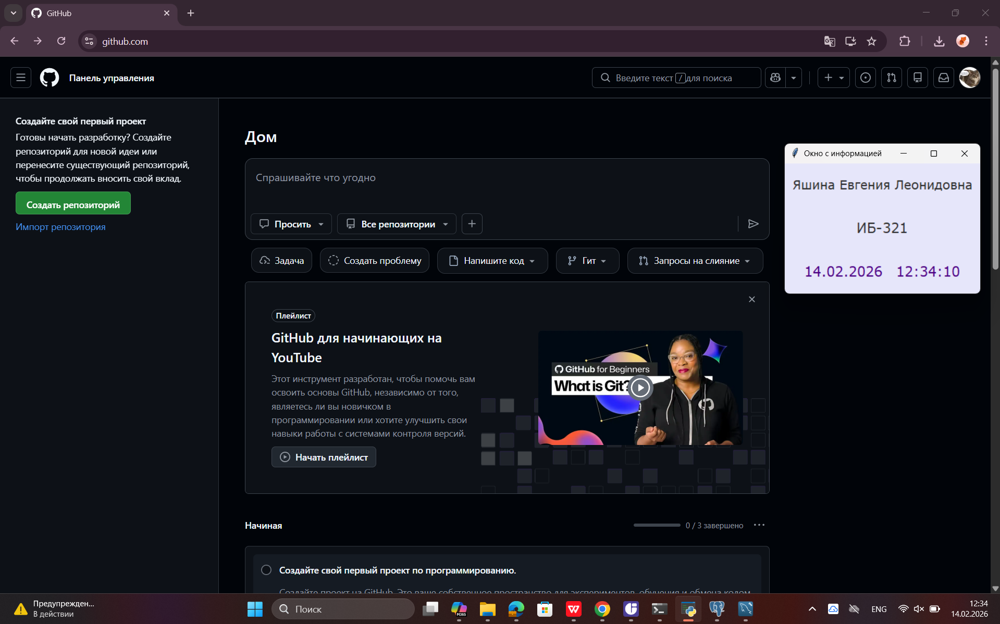 GitHub
github.com
Панель управления
Введите текст / для поиска
Создайте свой первый проект
Готовы начать разработку? Создайте
репозиторий для новой идеи или
перенесите существующий репозиторий,
чтобы продолжать вносить свой вклад.
Создать репозиторий
Импорт репозитория
Дом
Спрашивайте что угодно
Просить
Все репозитории
Задача
Создать проблему
Напишите код
Гит
Запросы на слияние
Окно с информацией
Яшина Евгения Леонидовна
ИБ-321
14.02.2026 12:34:10
Плейлист
GitHub для начинающих на
YouTube
Этот инструмент разработан, чтобы помочь вам
освоить основы GitHub, независимо от того,
являетесь ли вы новичком в
программировании или хотите улучшить свои
навыки работы с системами контроля версий.
Начать плейлист
GitHub for Beginners
What is Git?
Начиная
0 / 3 завершено
Создайте свой первый проект по программированию.
Создайте проект на GitHub. Это ваше собственное пространство для экспериментов, обучения и обмена кодом
Предупрежден...
В действии
Поиск
M365
ENG
12:34
14.02.2026